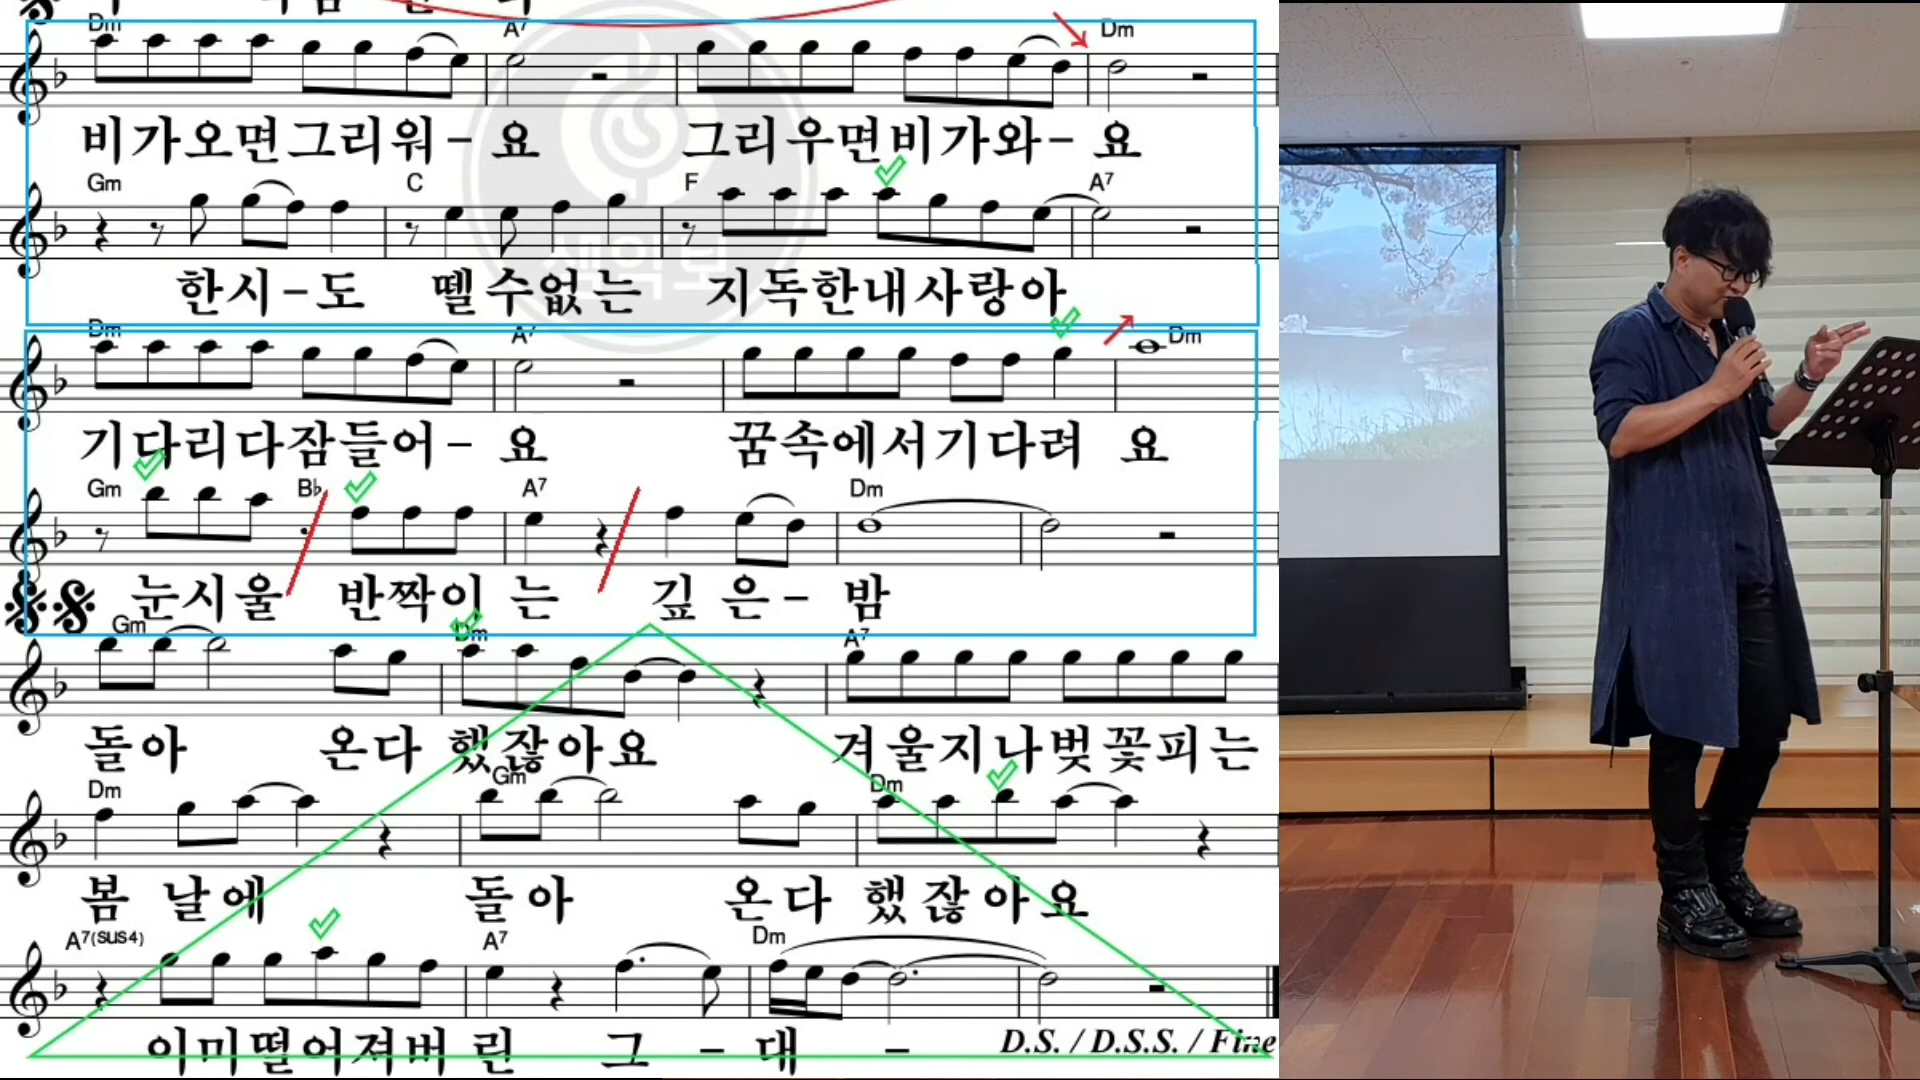 Dm A7 Dm
비가오면그리워- 요 그리우면비가와- 요
Gm C F A7
한시-도 뗄수없는 지독한내사랑아
Dm A7 Dm
기다리다잠들어- 요 꿈속에서기다려 요
Gm B♭ A7 Dm
눈시울 반짝이 는 깊 은- 밤
Gm Dm A7
돌아 온다 했잖아요 겨울지나벚꽃피는
Dm Gm Dm
봄 날에 돌아 온다 했잖아요
A7(SUS4) A7 Dm
이미떨어져버 린 그 - 대 -
D.S. / D.S.S. / Fine